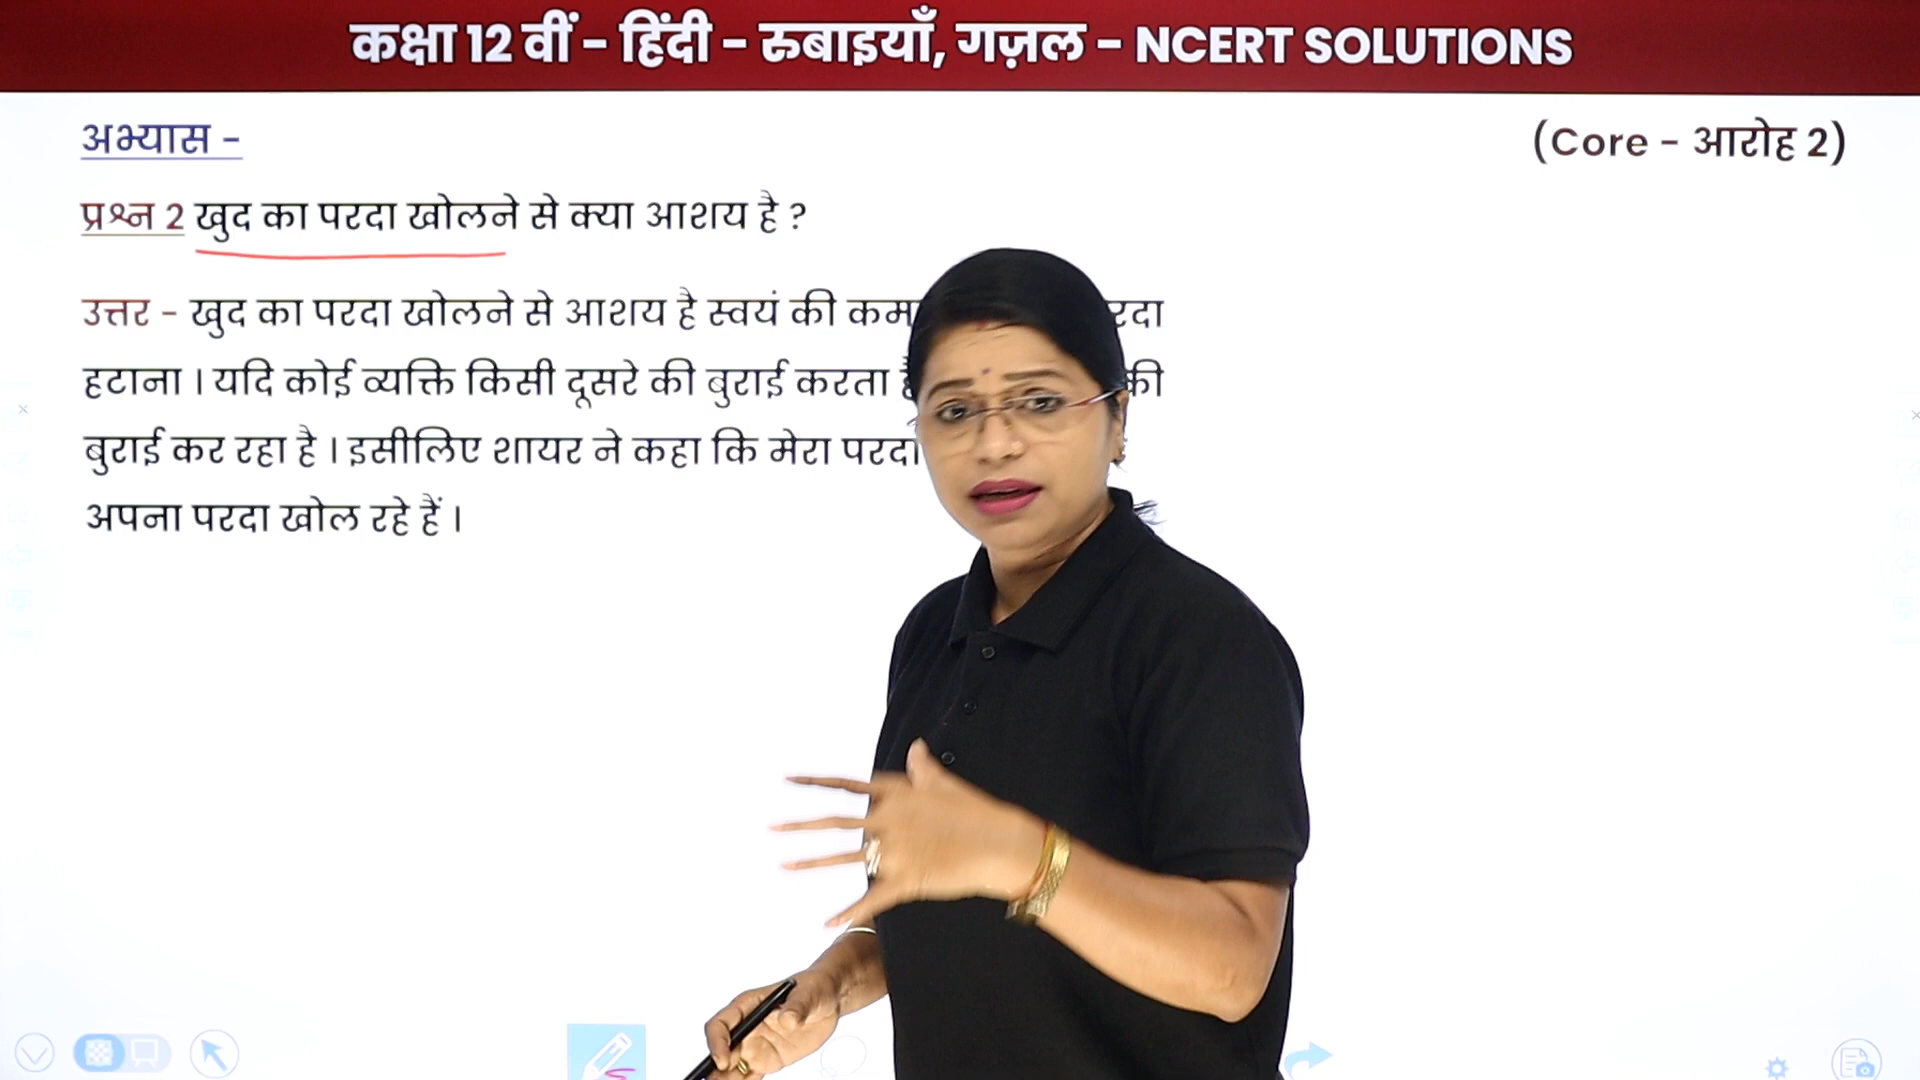 कक्षा 12 वीं - हिंदी - रुबाइयाँ, गज़ल - NCERT SOLUTIONS
अभ्यास -
(Core - आरोह 2)
प्रश्न 2 खुद का परदा खोलने से क्या आशय है ?
उत्तर - खुद का परदा खोलने से आशय है स्वयं की
हटाना । यदि कोई व्यक्ति किसी दूसरे की बुराई करता की
बुराई कर रहा है । इसीलिए शायर ने कहा कि मेरा परदा
अपना परदा खोल रहे हैं ।